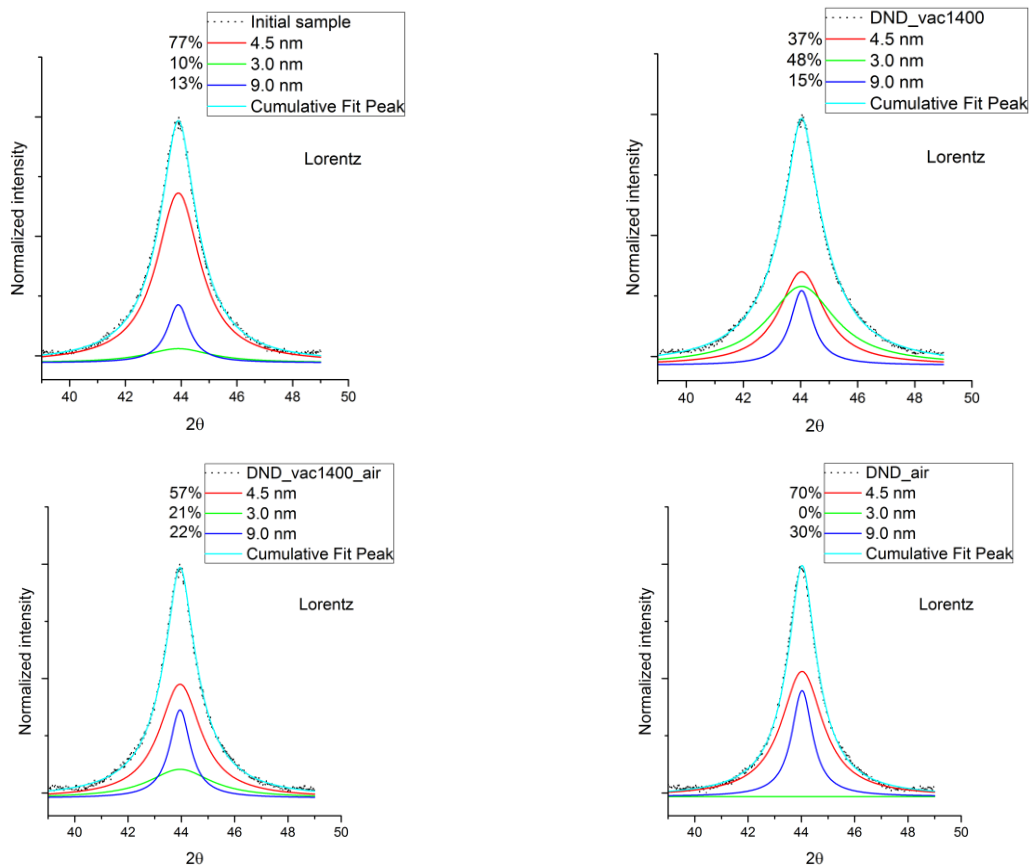 Initial sample
77% 4.5 nm
10% 3.0 nm
13% 9.0 nm
Cumulative Fit Peak
Lorentz
Normalized intensity
40 42 44 46 48 50
2θ
DND_vac1400
37% 4.5 nm
48% 3.0 nm
15% 9.0 nm
Cumulative Fit Peak
Lorentz
Normalized intensity
40 42 44 46 48 50
2θ
DND_vac1400_air
57% 4.5 nm
21% 3.0 nm
22% 9.0 nm
Cumulative Fit Peak
Lorentz
Normalized intensity
40 42 44 46 48 50
2θ
DND_air
70% 4.5 nm
0% 3.0 nm
30% 9.0 nm
Cumulative Fit Peak
Lorentz
Normalized intensity
40 42 44 46 48 50
2θ